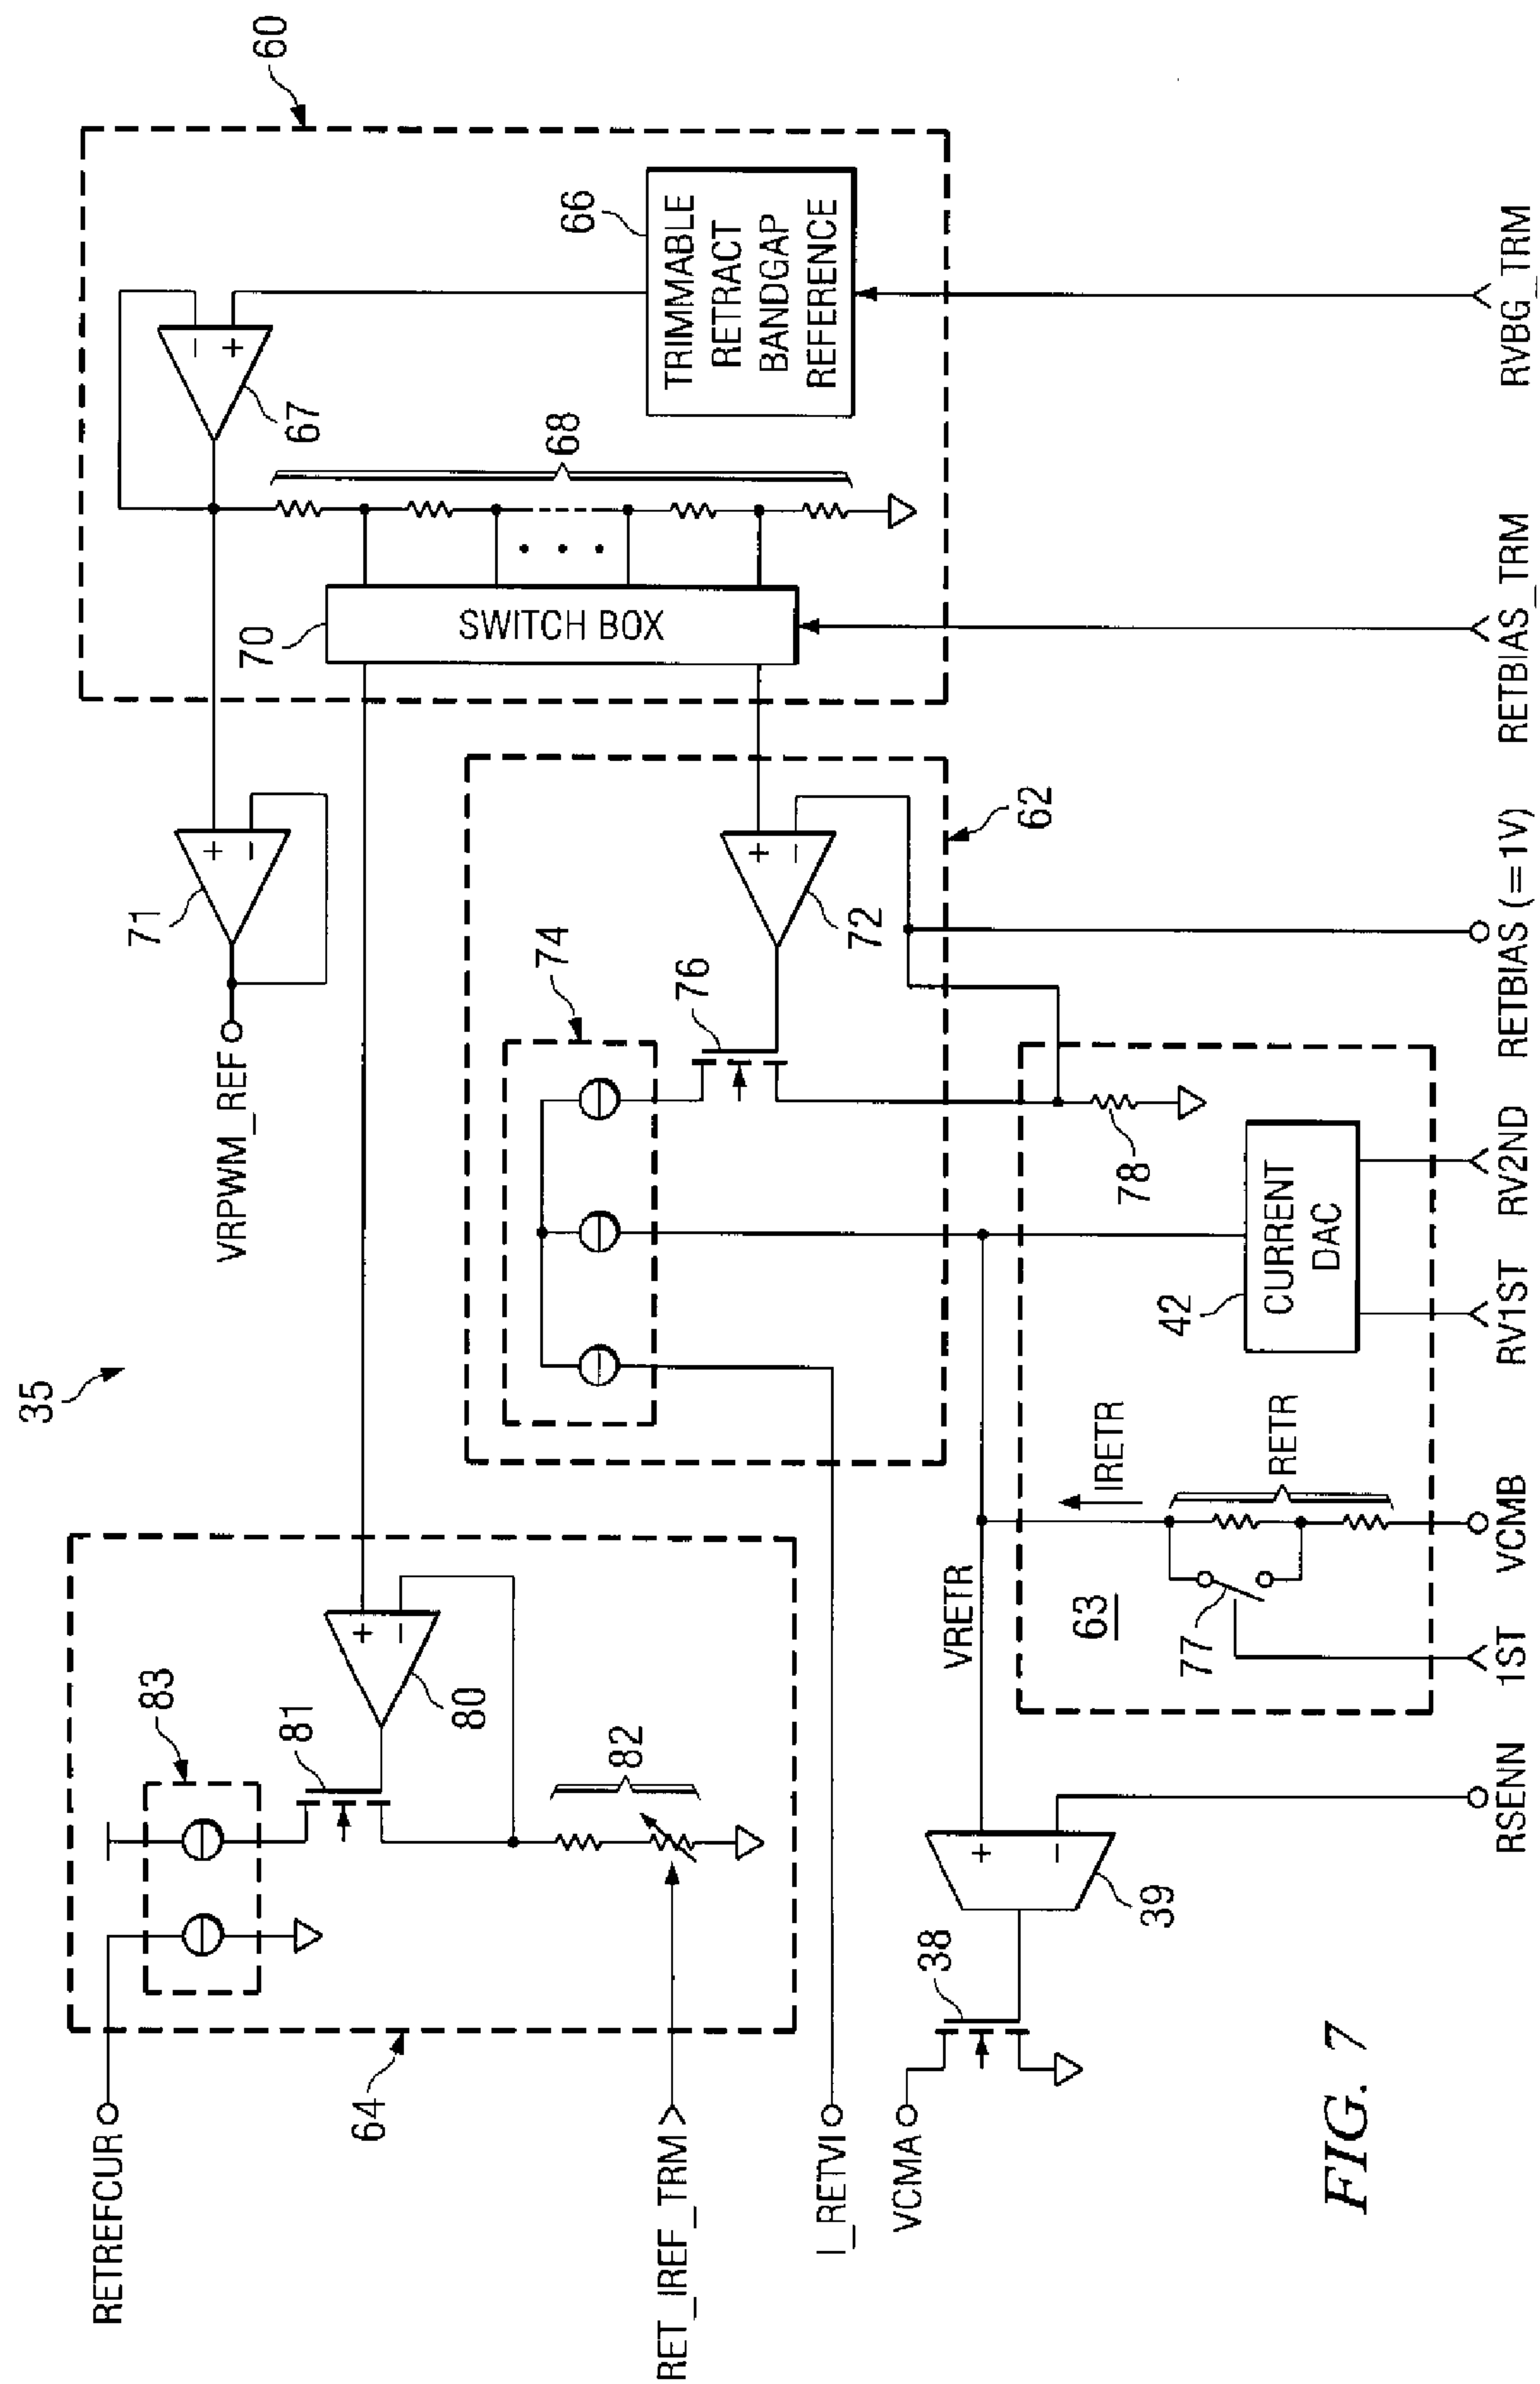 35
60
TRIMMABLE
RETRACT
BANDGAP
REFERENCE
66
67
68
70
SWITCH BOX
71
VRPWM_REF
62
72
74
76
78
CURRENT
DAC
42
IRETR
RETR
VRETR
63
77
39
38
64
80
81
82
83
+
−
+
−
+
−
+
−
+
−
RETREFCUR
RET_IREF_TRM
I_RETVI
VCMA
RSENN
1ST
VCMB
RV1ST
RV2ND
RETBIAS (=1V)
RETBIAS_TRM
RVBG_TRM
FIG. 7